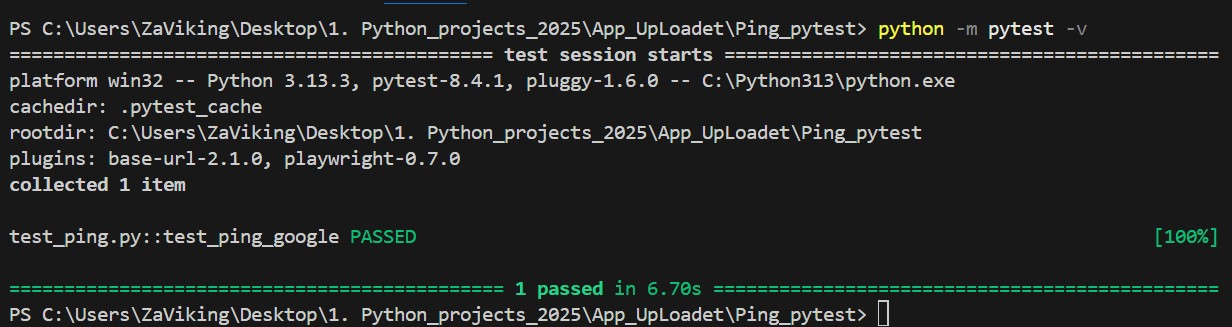 PS C:\Users\ZaViking\Desktop\1. Python_projects_2025\App_UpLoadet\Ping_pytest> python -m pytest -v
============================================ test session starts =============================================
platform win32 -- Python 3.13.3, pytest-8.4.1, pluggy-1.6.0 -- C:\Python313\python.exe
cachedir: .pytest_cache
rootdir: C:\Users\ZaViking\Desktop\1. Python_projects_2025\App_UpLoadet\Ping_pytest
plugins: base-url-2.1.0, playwright-0.7.0
collected 1 item
test_ping.py::test_ping_google PASSED [100%]
============================================= 1 passed in 6.70s ==============================================
PS C:\Users\ZaViking\Desktop\1. Python_projects_2025\App_UpLoadet\Ping_pytest>